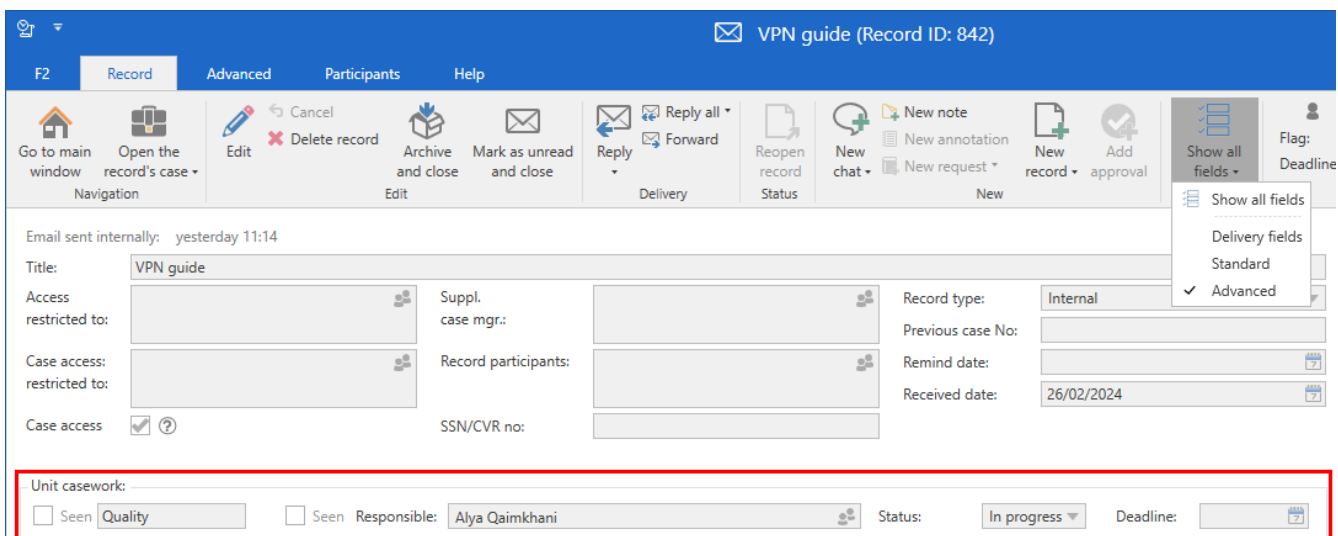 VPN guide (Record ID: 842)
F2 Record Advanced Participants Help
Go to main window
Open the record's case
Navigation
Edit
Cancel
Delete record
Archive and close
Mark as unread and close
Edit
Reply
Reply all
Forward
Delivery
Reopen record
Status
New chat
New note
New annotation
New request
New record
Add approval
New
Show all fields
Flag:
Deadline
Show all fields
Delivery fields
Standard
Advanced
Email sent internally: yesterday 11:14
Title: VPN guide
Access restricted to:
Suppl. case mgr.:
Record type: Internal
Previous case No:
Case access: restricted to:
Record participants:
Remind date:
Received date: 26/02/2024
Case access
SSN/CVR no:
Unit casework:
Seen Quality Seen Responsible: Alya Qaimkhani Status: In progress Deadline: